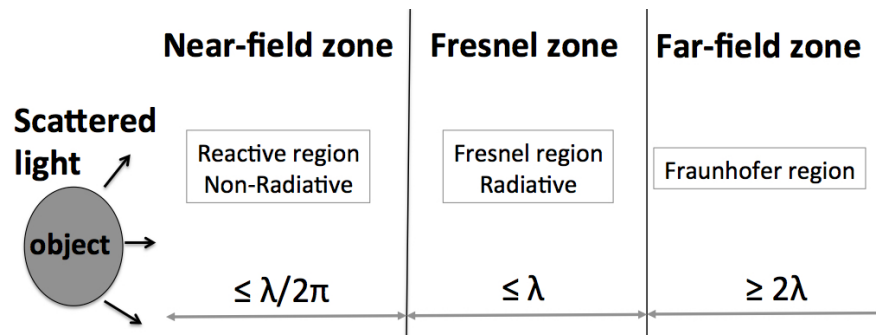 Near-field zone
Fresnel zone
Far-field zone
Scattered
light
Reactive region
Non-Radiative
Fresnel region
Radiative
Fraunhofer region
object
≤ λ/2π
≤ λ
≥ 2λ